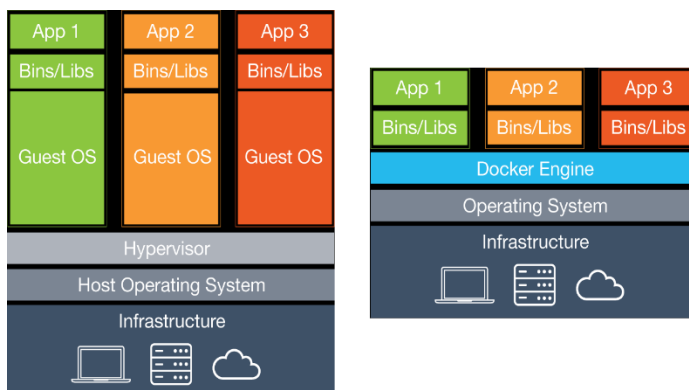 App 1
App 2
App 3
Bins/Libs
Bins/Libs
Bins/Libs
Guest OS
Guest OS
Guest OS
Hypervisor
Host Operating System
Infrastructure
App 1
App 2
App 3
Bins/Libs
Bins/Libs
Bins/Libs
Docker Engine
Operating System
Infrastructure